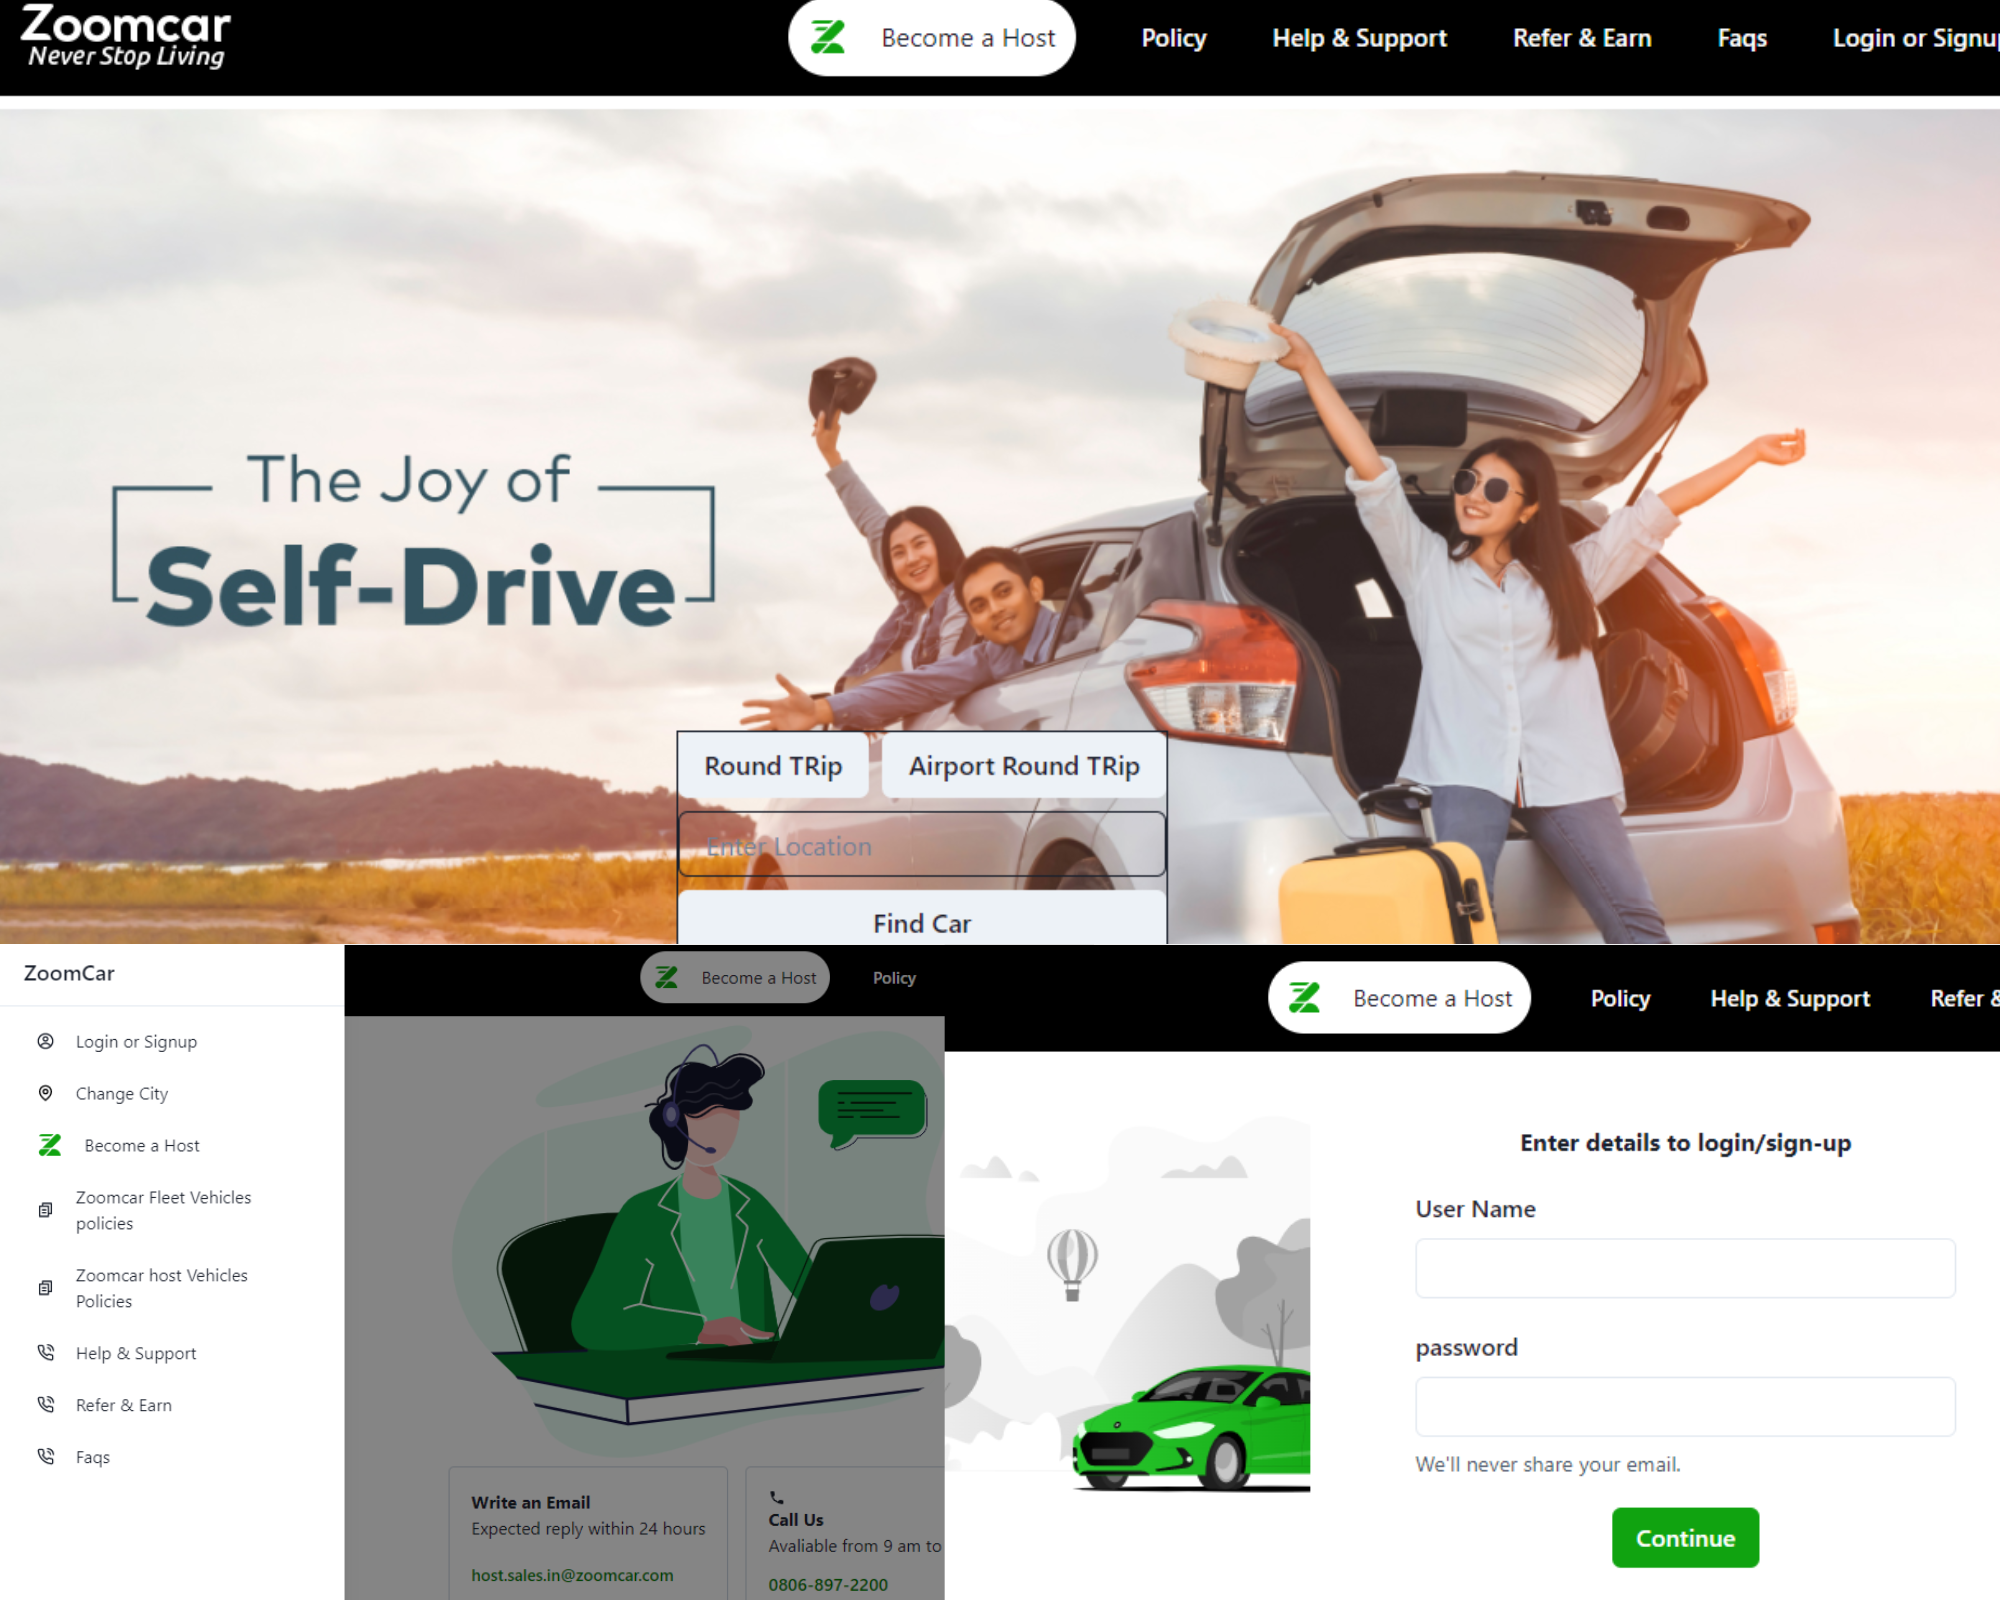 Zoomcar
Never Stop Living
Become a Host
Policy
Help & Support
Refer & Earn
Faqs
Login or Signup
The Joy of
Self-Drive
Round TRip
Airport Round TRip
Enter Location
Find Car
ZoomCar
Login or Signup
Change City
Become a Host
Zoomcar Fleet Vehicles
policies
Zoomcar host Vehicles
Policies
Help & Support
Refer & Earn
Faqs
Become a Host
Policy
Write an Email
Expected reply within 24 hours
host.sales.in@zoomcar.com
Call Us
Avaliable from 9 am to
0806-897-2200
Become a Host
Policy
Help & Support
Refer &
Enter details to login/sign-up
User Name
password
We'll never share your email.
Continue